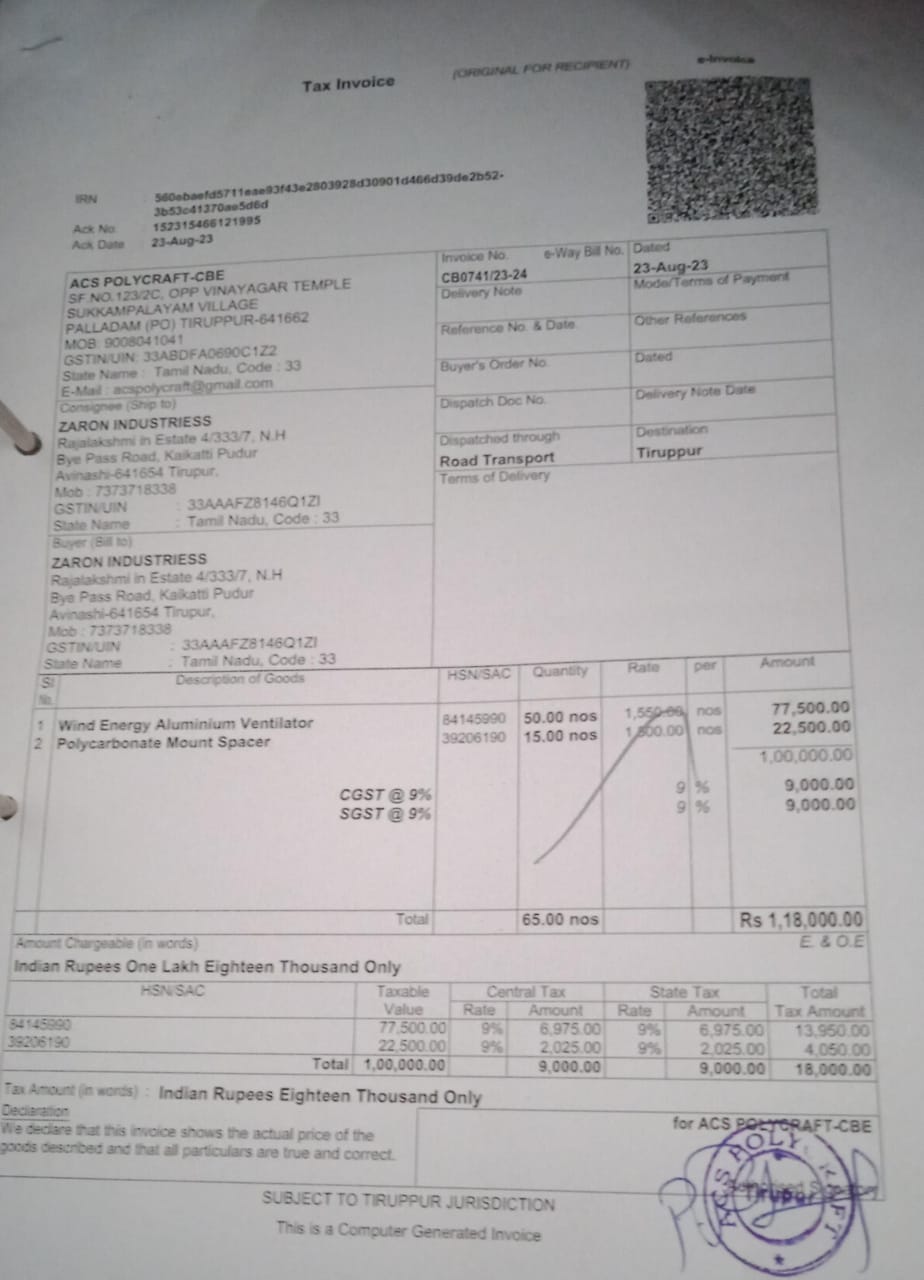 Tax Invoice
(ORIGINAL FOR RECIPIENT)
e-Invoice
IRN : 560ebaefd5711eae93f43e2803928d30901d466d39de2b52-
3b53c41370ae5d6d
Ack No. : 152315466121995
Ack Date : 23-Aug-23
ACS POLYCRAFT-CBE
SF.NO.123/2C, OPP VINAYAGAR TEMPLE
SUKKAMPALAYAM VILLAGE
PALLADAM (PO) TIRUPPUR-641662
MOB: 9008041041
GSTIN/UIN: 33ABDFA0690C1Z2
State Name : Tamil Nadu, Code : 33
E-Mail : acspolycraft@gmail.com
Invoice No. e-Way Bill No.
CB0741/23-24
Dated
23-Aug-23
Delivery Note
Mode/Terms of Payment
Reference No. & Date.
Other References
Buyer's Order No.
Dated
Dispatch Doc No.
Delivery Note Date
Dispatched through
Road Transport
Destination
Tiruppur
Terms of Delivery
Consignee (Ship to)
ZARON INDUSTRIESS
Rajalakshmi in Estate 4/333/7, N.H
Bye Pass Road, Kaikatti Pudur
Avinashi-641654 Tirupur.
Mob : 7373718338
GSTIN/UIN : 33AAAFZ8146Q1ZI
State Name : Tamil Nadu, Code : 33
Buyer (Bill to)
ZARON INDUSTRIESS
Rajalakshmi in Estate 4/333/7, N.H
Bye Pass Road, Kaikatti Pudur
Avinashi-641654 Tirupur.
Mob : 7373718338
GSTIN/UIN : 33AAAFZ8146Q1ZI
State Name : Tamil Nadu, Code : 33
Sl No. Description of Goods HSN/SAC Quantity Rate per Amount
1 Wind Energy Aluminium Ventilator 84145990 50.00 nos 1,550.00 nos 77,500.00
2 Polycarbonate Mount Spacer 39206190 15.00 nos 1,500.00 nos 22,500.00
1,00,000.00
CGST @ 9% 9 % 9,000.00
SGST @ 9% 9 % 9,000.00
Total 65.00 nos Rs 1,18,000.00
Amount Chargeable (in words) E. & O.E
Indian Rupees One Lakh Eighteen Thousand Only
HSN/SAC Taxable Central Tax State Tax Total
Value Rate Amount Rate Amount Tax Amount
84145990 77,500.00 9% 6,975.00 9% 6,975.00 13,950.00
39206190 22,500.00 9% 2,025.00 9% 2,025.00 4,050.00
Total 1,00,000.00 9,000.00 9,000.00 18,000.00
Tax Amount (in words) : Indian Rupees Eighteen Thousand Only
Declaration
We declare that this invoice shows the actual price of the
goods described and that all particulars are true and correct.
for ACS POLYCRAFT-CBE
ACS POLY KRAFT
Tirupur
SUBJECT TO TIRUPPUR JURISDICTION
This is a Computer Generated Invoice